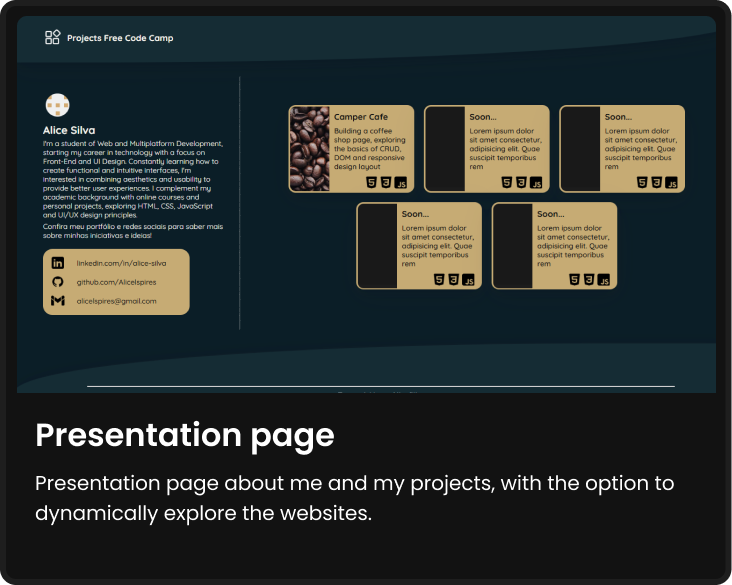 Projects Free Code Camp
Alice Silva
I'm a student of Web and Multiplatform Development,
starting my career in technology with a focus on
Front-End and UI Design. Constantly learning how to
create functional and intuitive interfaces, I'm
interested in combining aesthetics and usability to
provide better user experiences. I complement my
academic background with online courses and
personal projects, exploring HTML, CSS, JavaScript
and UI/UX design principles.
Confira meu portfólio e redes sociais para saber mais
sobre minhas iniciativas e ideias!
linkedin.com/in/alice-silva
github.com/Alicelspires
alicelspires@gmail.com
Camper Cafe
Building a coffee
shop page, exploring
the basics of CRUD,
DOM and responsive
design layout
JS
Soon...
Lorem ipsum dolor
sit amet consectetur,
adipisicing elit. Quae
suscipit temporibus
rem
JS
Soon...
Lorem ipsum dolor
sit amet consectetur,
adipisicing elit. Quae
suscipit temporibus
rem
JS
Soon...
Lorem ipsum dolor
sit amet consectetur,
adipisicing elit. Quae
suscipit temporibus
rem
JS
Soon...
Lorem ipsum dolor
sit amet consectetur,
adipisicing elit. Quae
suscipit temporibus
rem
JS
Presentation page
Presentation page about me and my projects, with the option to
dynamically explore the websites.